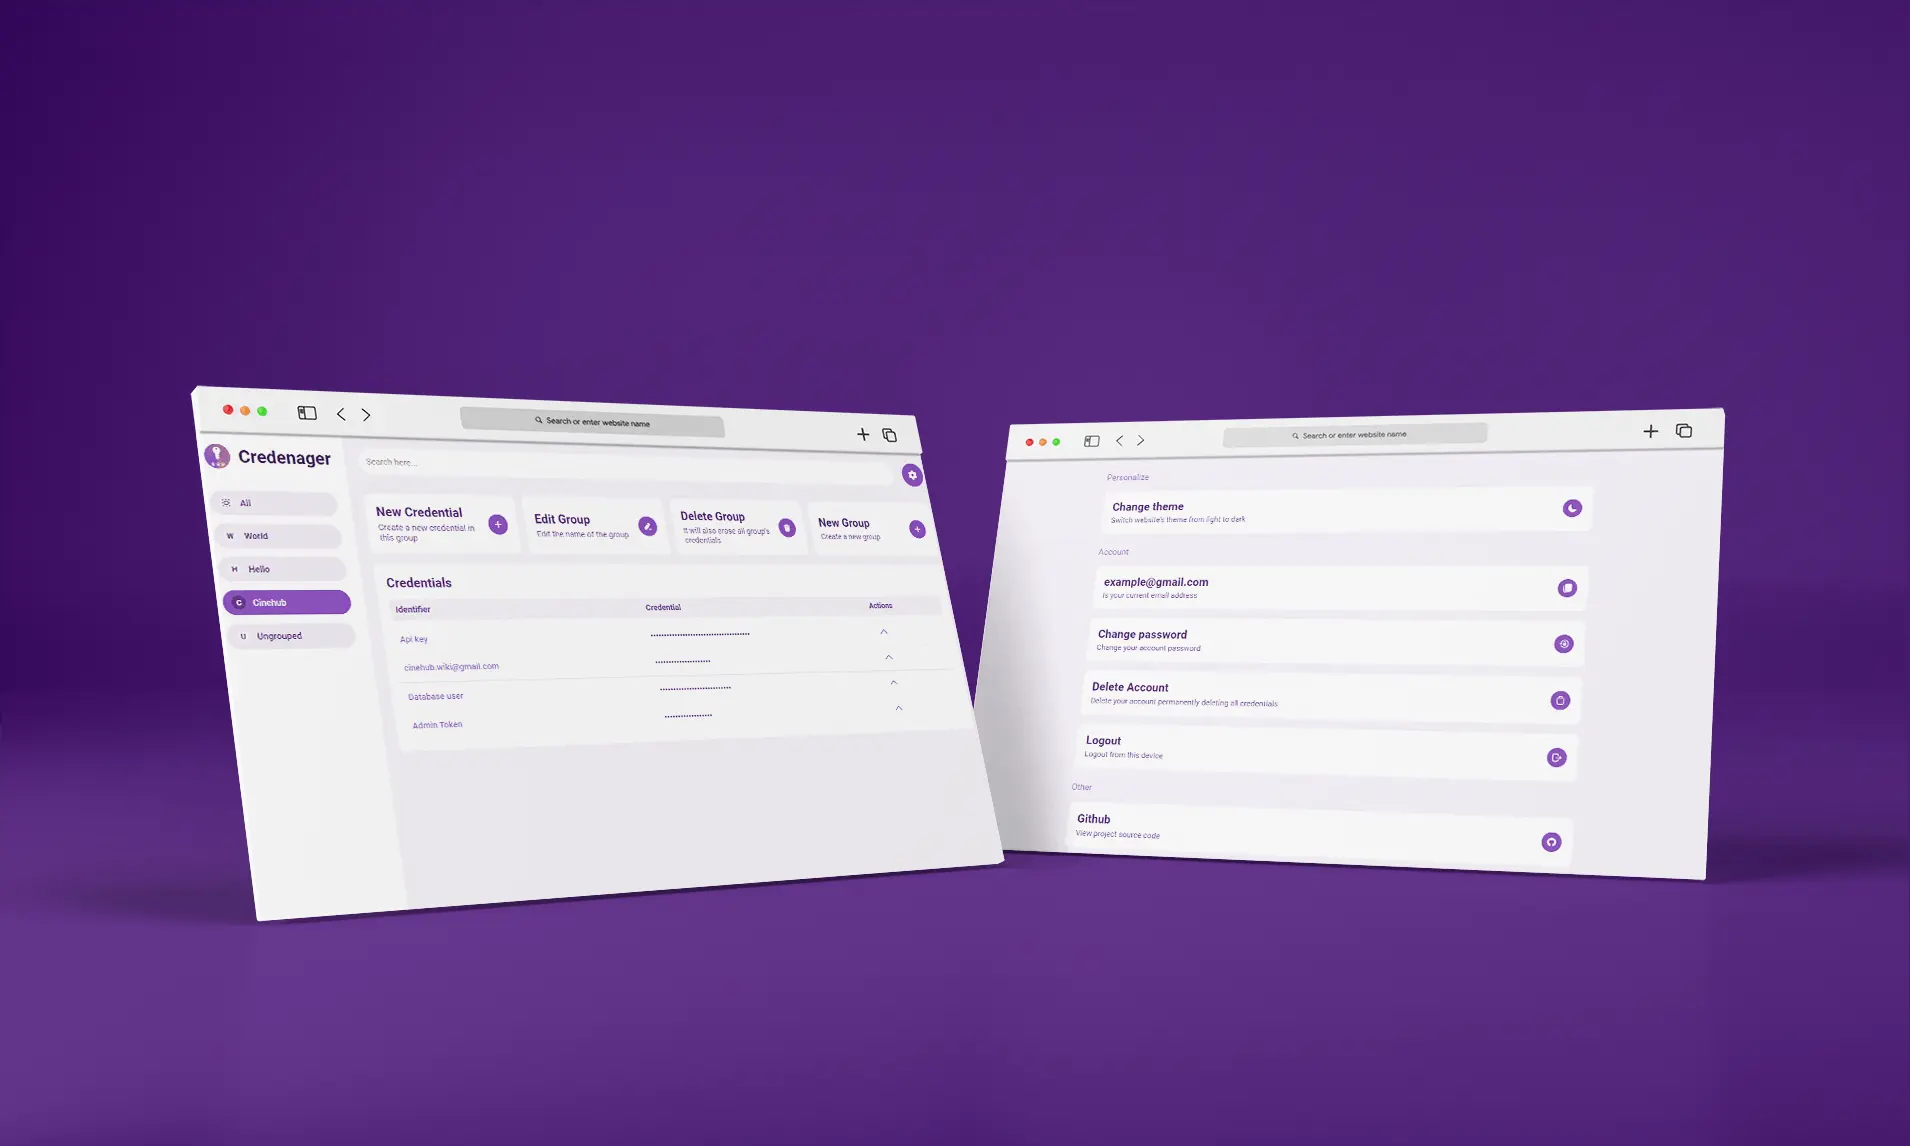 Search or enter website name
Credenager
Search here...
All
W World
H Hello
C Cinehub
U Ungrouped
New Credential
Create a new credential in
this group
Edit Group
Edit the name of the group
Delete Group
It will also erase all group's
credentials
New Group
Create a new group
Credentials
Identifier Credential Actions
Api key
cinehub.wiki@gmail.com
Database user
Admin Token
Search or enter website name
Personalize
Change theme
Switch website's theme from light to dark
Account
example@gmail.com
Is your current email address
Change password
Change your account password
Delete Account
Delete your account permanently deleting all credentials
Logout
Logout from this device
Other
Github
View project source code